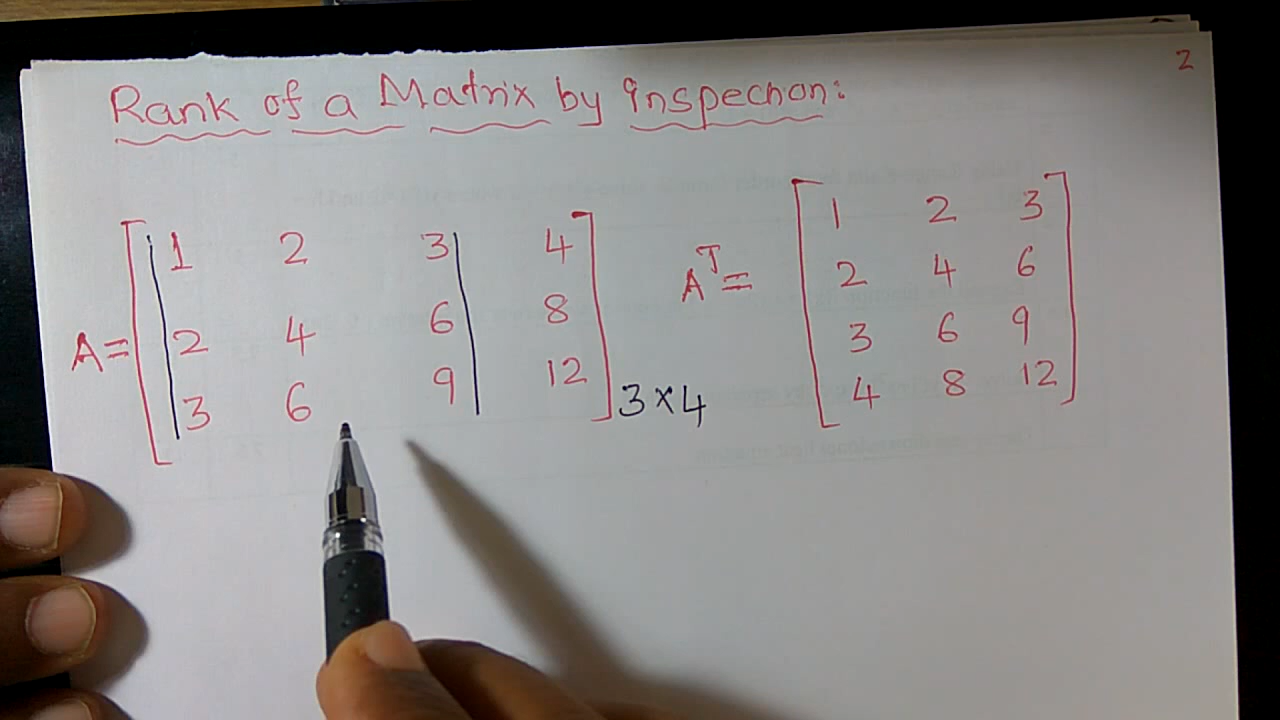 2
Rank of a Matrix by inspection:
A= [ 1 2 3 4
2 4 6 8
3 6 9 12 ] 3×4
Aᵀ= [ 1 2 3
2 4 6
3 6 9
4 8 12 ]